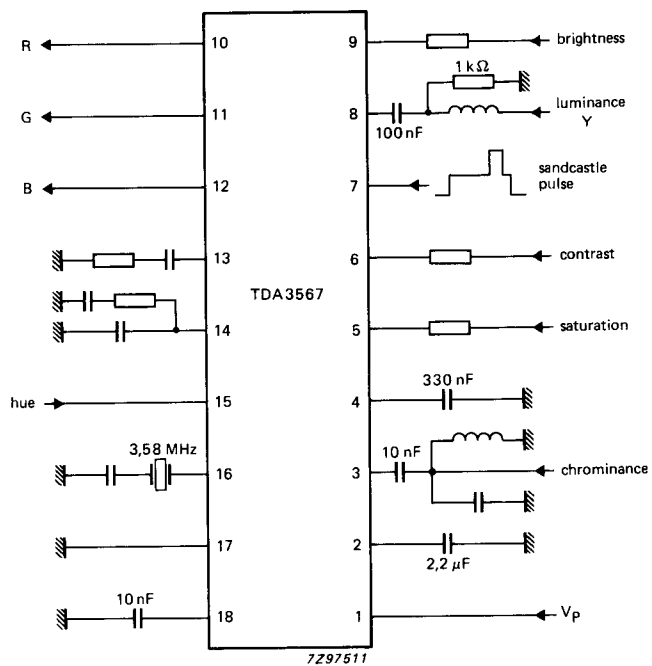 R
10
9
brightness
1 kΩ
G
11
8
luminance
Y
100 nF
B
12
7
sandcastle
pulse
13
6
contrast
TDA3567
14
5
saturation
330 nF
hue
15
4
3,58 MHz
10 nF
16
3
chrominance
17
2
2,2 µF
10 nF
18
1
VP
7Z97511